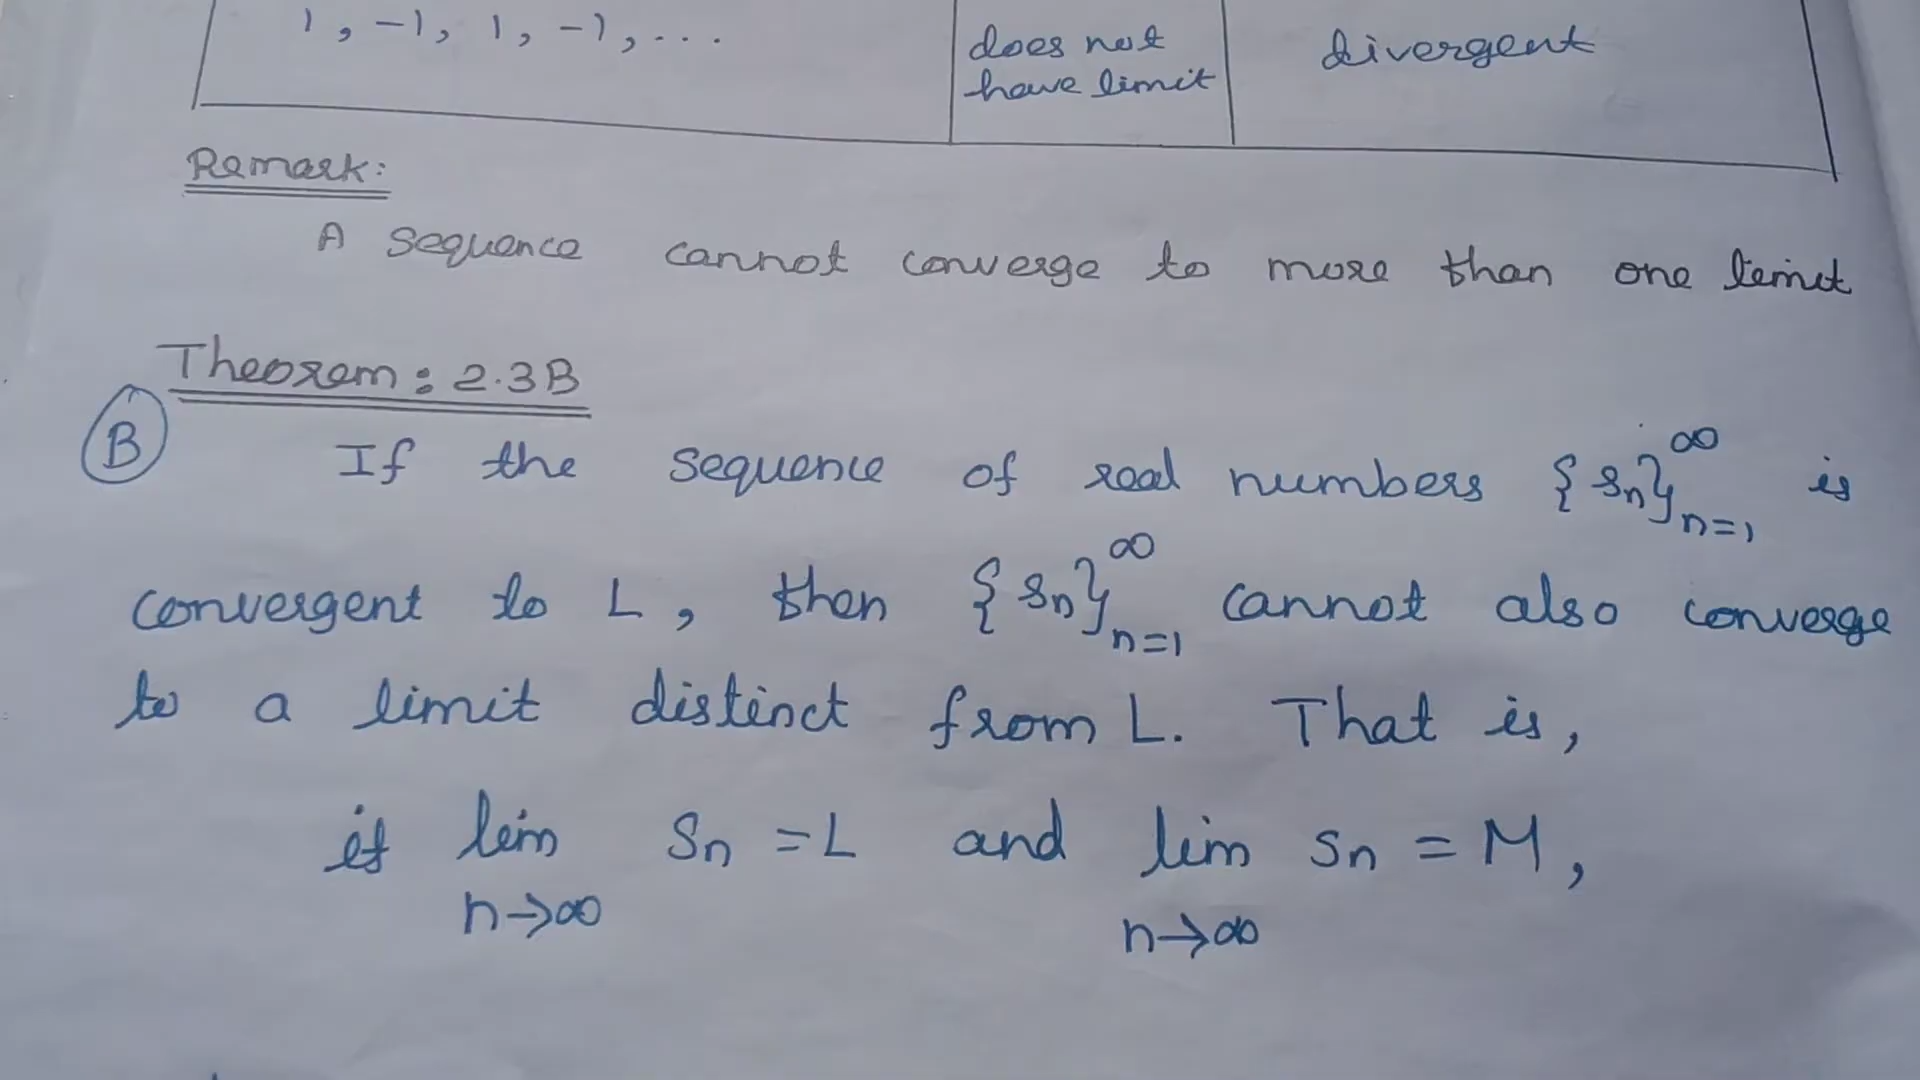 1, -1, 1, -1, ...
does not
have limit
divergent
Remark:
A sequence cannot converge to more than one limit
Theorem: 2.3B
B
If the sequence of real numbers {sn}∞n=1 is
convergent to L, then {sn}∞n=1 cannot also converge
to a limit distinct from L. That is,
if lim sn = L and lim sn = M,
n→∞ n→∞